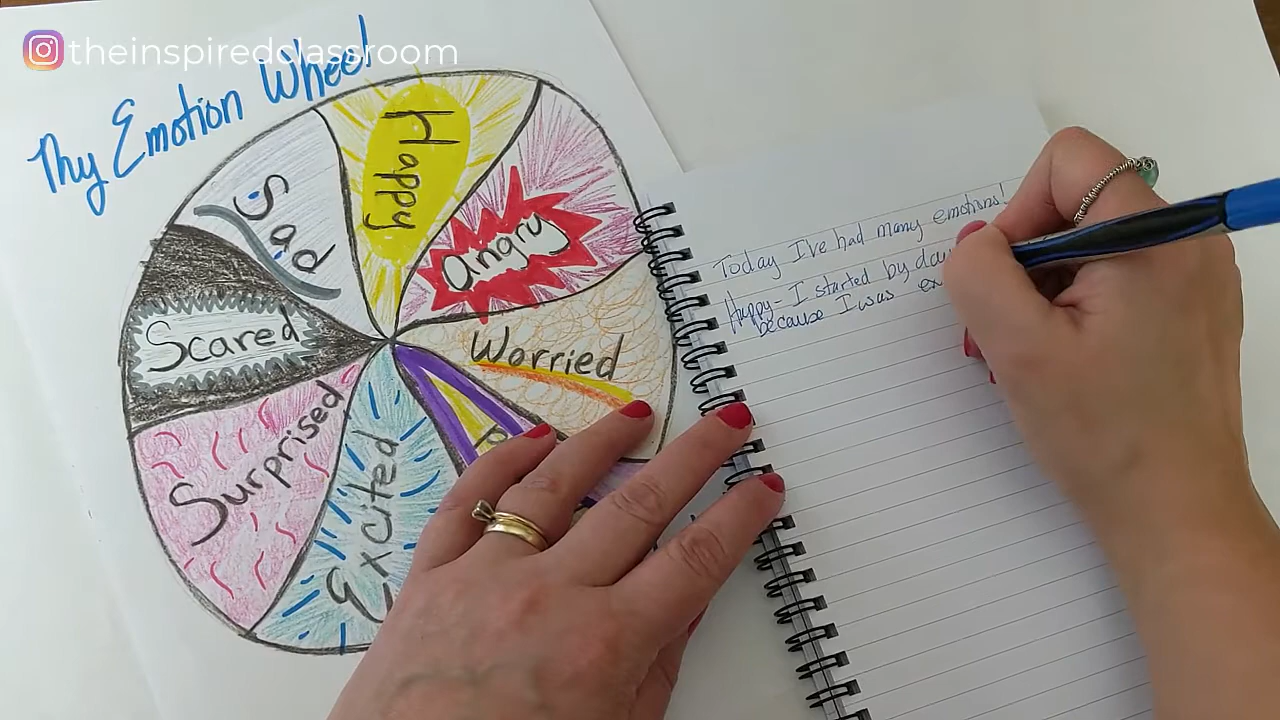 theinspiredclassroom
My Emotion Wheel
Happy
Sad
Angry
Scared
Worried
Surprised
Excited
Today I've had many emotions!
Happy - I started by
because I was